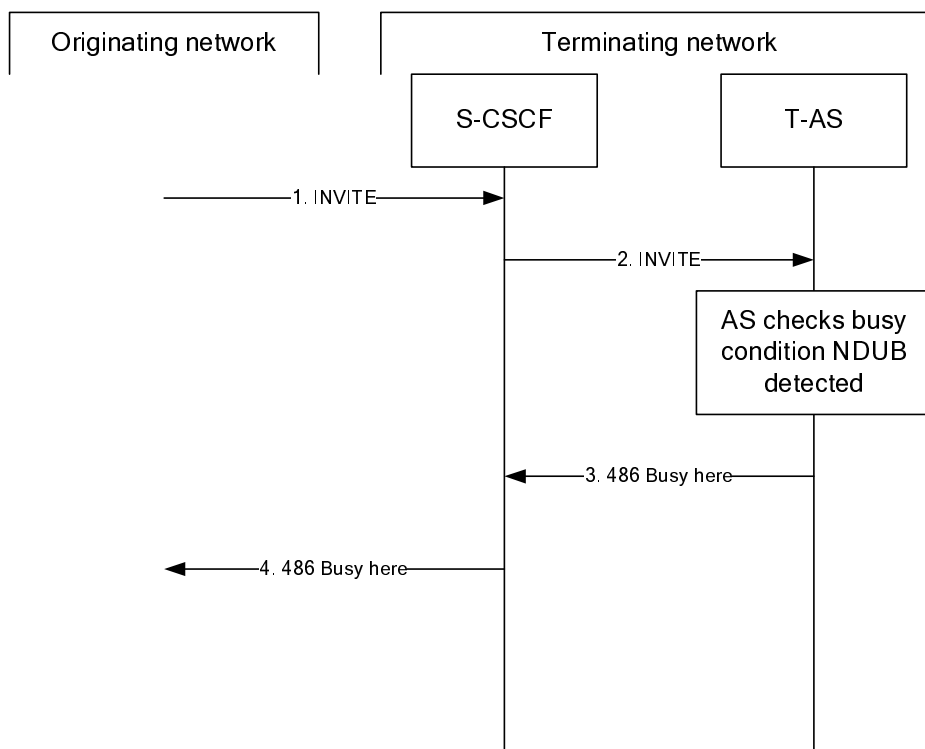 Originating network
Terminating network
S-CSCF
T-AS
1. INVITE
2. INVITE
AS checks busy
condition NDUB
detected
3. 486 Busy here
4. 486 Busy here